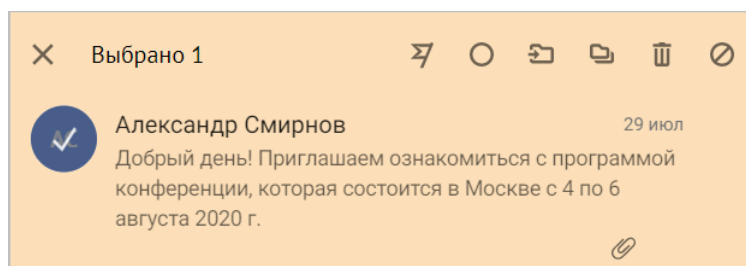 Выбрано 1
Александр Смирнов
29 июл
Добрый день! Приглашаем ознакомиться с программой
конференции, которая состоится в Москве с 4 по 6
августа 2020 г.